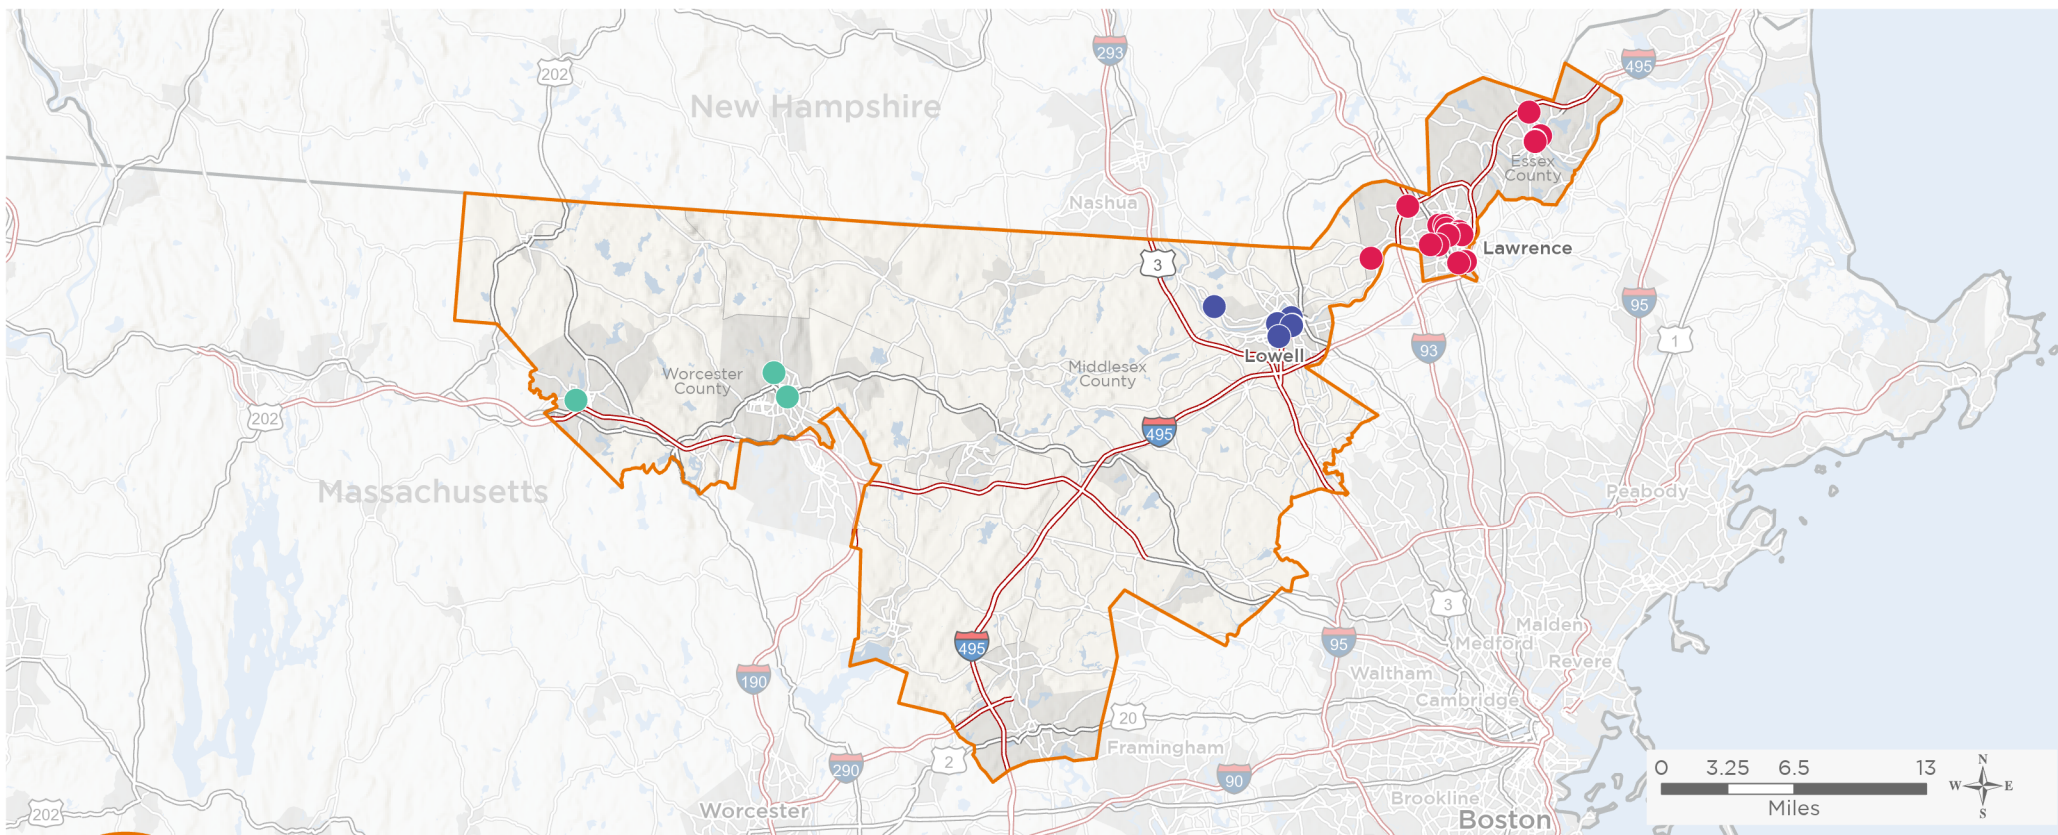 293
495
202
New Hampshire
Essex
County
Nashua
Lawrence
3
95
1
93
Lowell
Worcester
County
Middlesex
County
202
495
Massachusetts
Peabody
3
Malden
495
95
Medford
Revere
190
Waltham
Cambridge
20
Framingham
2
290
90
0 3.25 6.5 13
Miles
N
W E
S
Brookline
Worcester
202
Boston